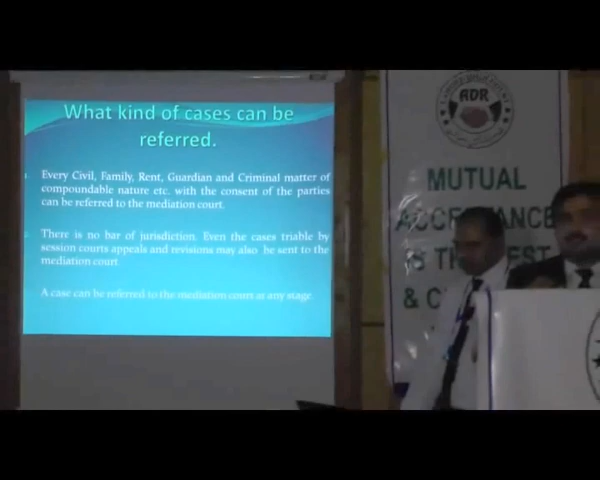 What kind of cases can be
referred.
Every Civil, Family, Rent, Guardian and Criminal matter of
compoundable nature etc. with the consent of the parties
can be referred to the mediation court.
There is no bar of jurisdiction. Even the cases triable by
session courts appeals and revisions may also be sent to the
mediation court
A case can be referred to the mediation court at any stage.
ADR
MUTUAL
IS
&